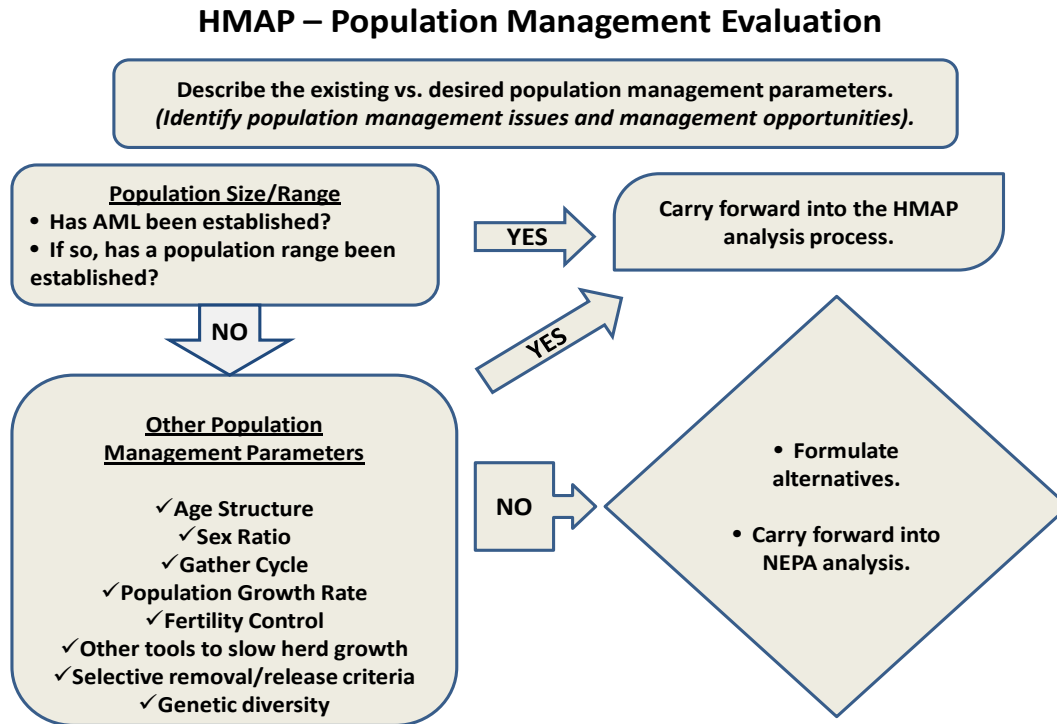 HMAP – Population Management Evaluation
Describe the existing vs. desired population management parameters.
(Identify population management issues and management opportunities).
Population Size/Range
• Has AML been established?
• If so, has a population range been
established?
YES
Carry forward into the HMAP
analysis process.
NO
YES
Other Population
Management Parameters
✓Age Structure
✓Sex Ratio
✓Gather Cycle
✓Population Growth Rate
✓Fertility Control
✓Other tools to slow herd growth
✓Selective removal/release criteria
✓Genetic diversity
NO
• Formulate
alternatives.
• Carry forward into
NEPA analysis.